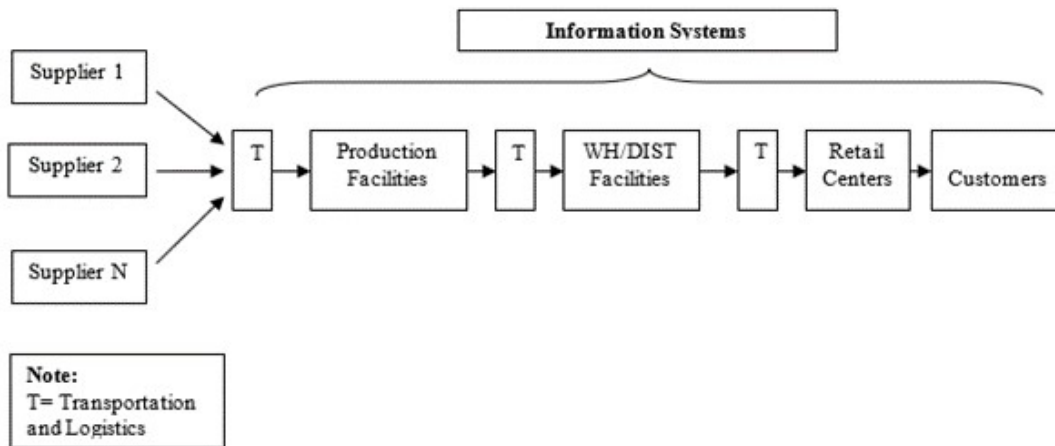 Information Systems
Supplier 1
Supplier 2
Supplier N
T
Production
Facilities
T
WH/DIST
Facilities
T
Retail
Centers
Customers
Note:
T= Transportation
and Logistics